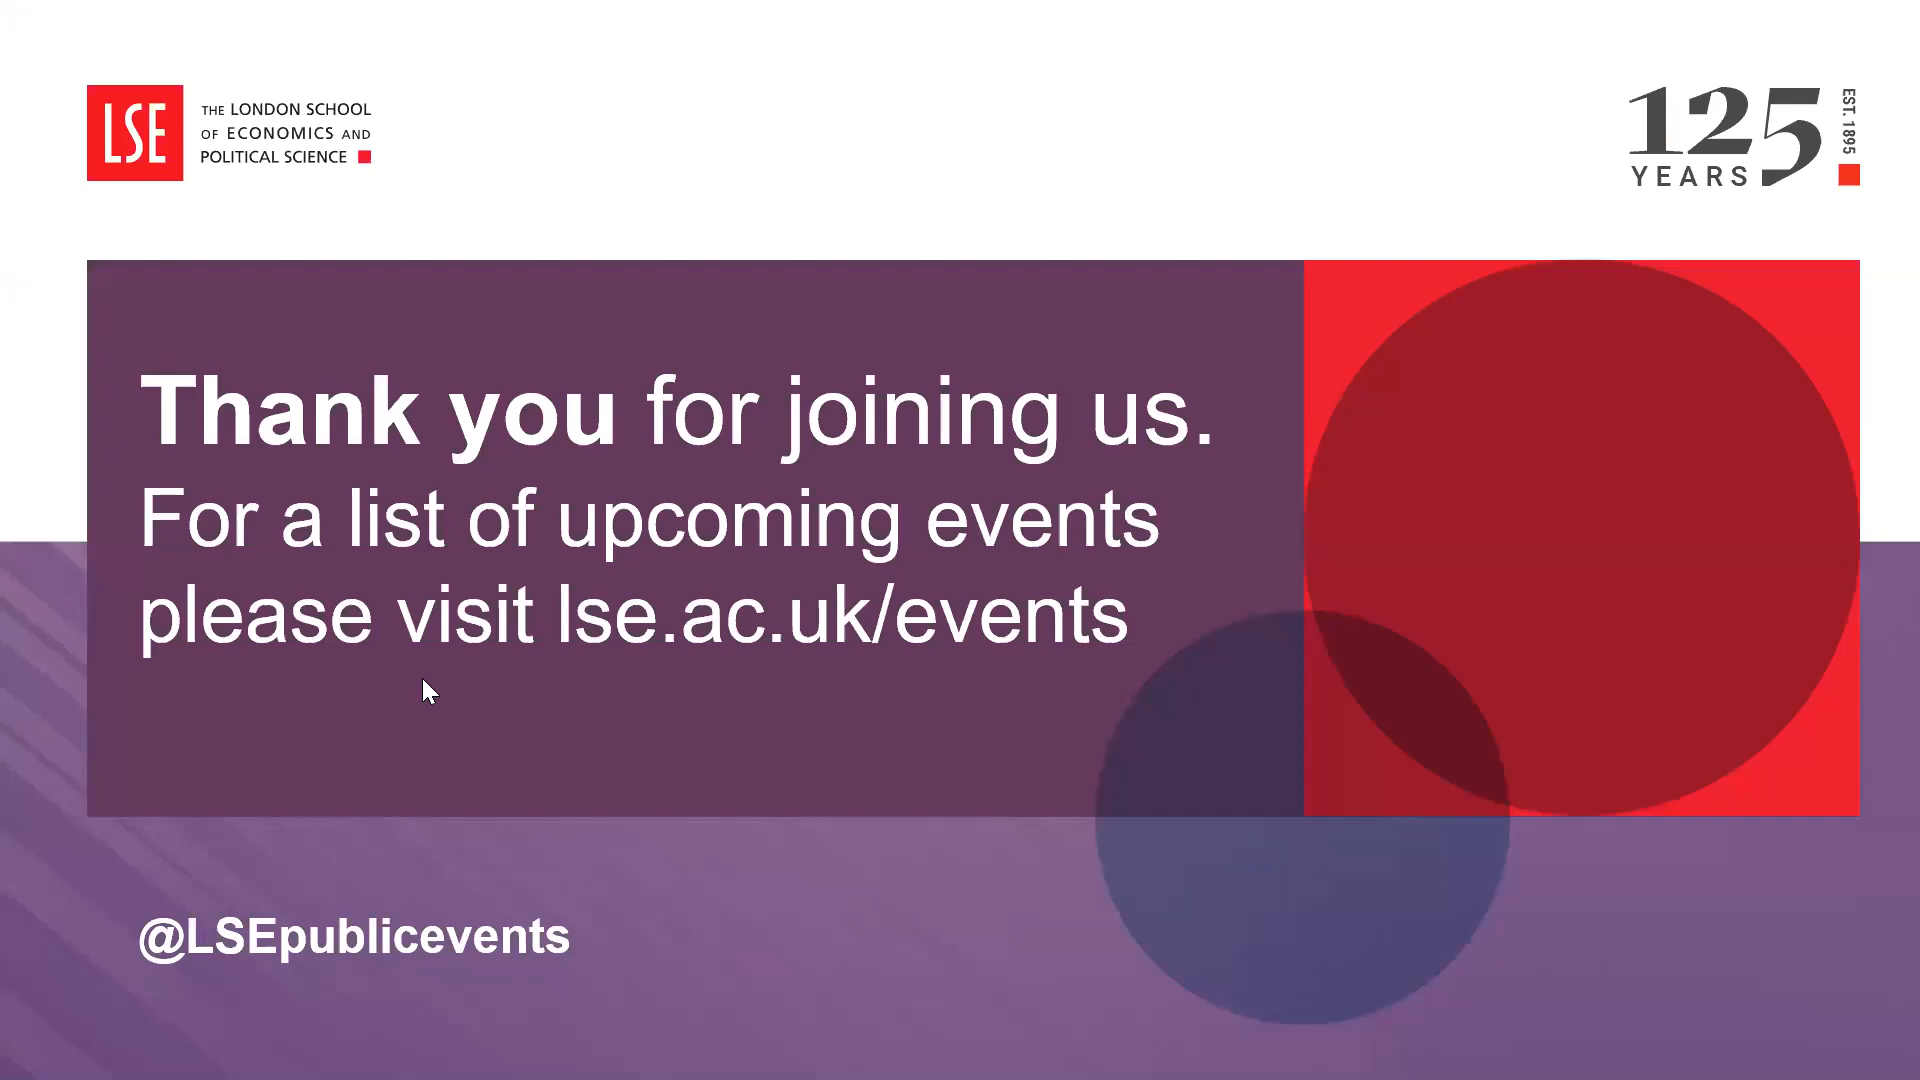 LSE
THE LONDON SCHOOL
OF ECONOMICS AND
POLITICAL SCIENCE
125
YEARS
EST. 1895
Thank you for joining us.
For a list of upcoming events
please visit lse.ac.uk/events
@LSEpublicevents